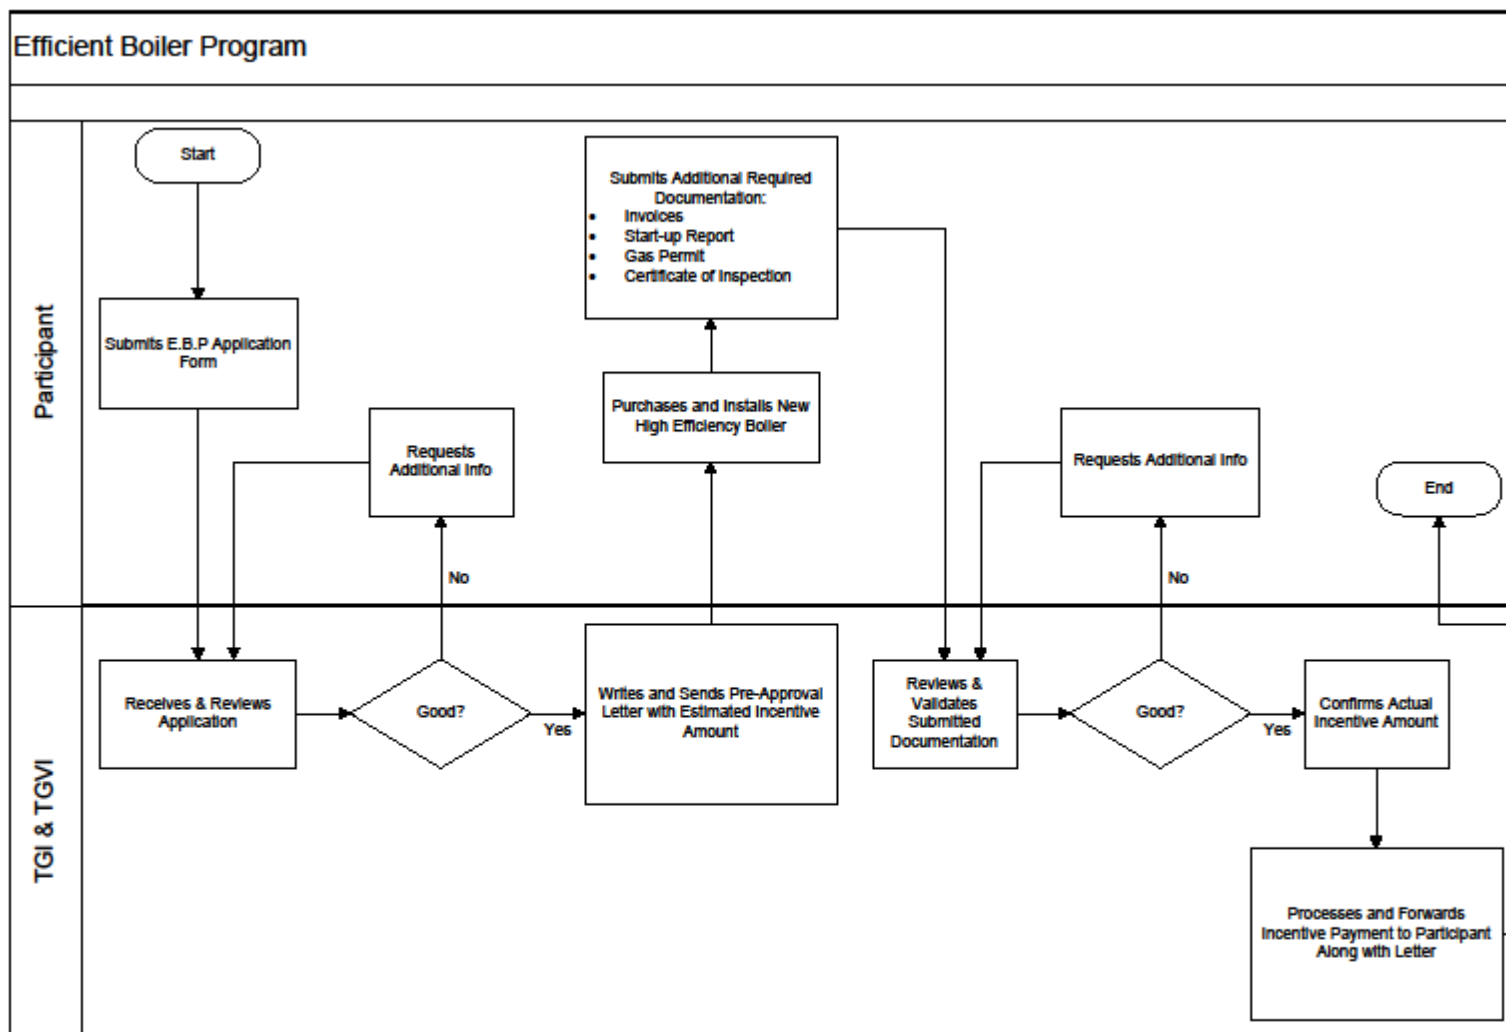 Efficient Boiler Program
Participant
Start
Submits E.B.P Application
Form
Requests
Additional Info
No
Submits Additional Required
Documentation:
• Invoices
• Start-up Report
• Gas Permit
• Certificate of Inspection
Purchases and Installs New
High Efficiency Boiler
Requests Additional Info
No
End
TGI & TGVI
Receives & Reviews
Application
Good?
Yes
Writes and Sends Pre-Approval
Letter with Estimated Incentive
Amount
Reviews &
Validates
Submitted
Documentation
Good?
Yes
Confirms Actual
Incentive Amount
Processes and Forwards
Incentive Payment to Participant
Along with Letter